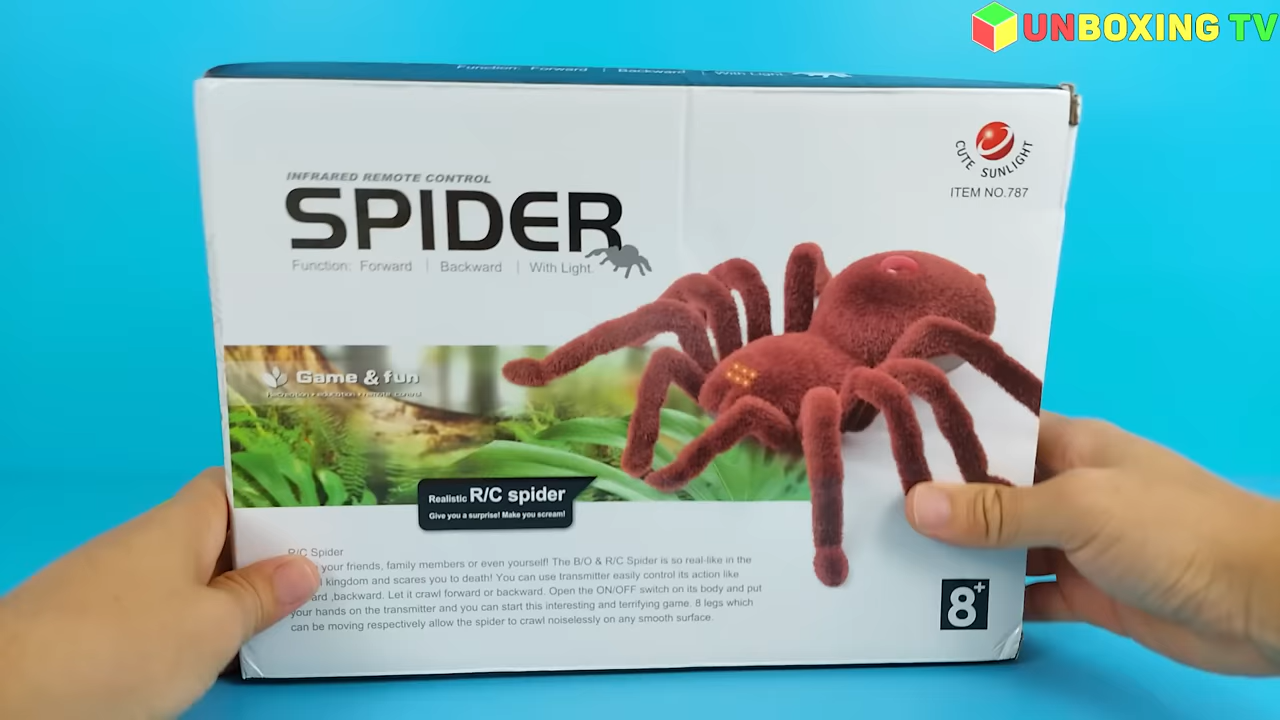 UNBOXING TV
Function: Forward | Backward | With Light
CUTE SUNLIGHT
ITEM NO.787
INFRARED REMOTE CONTROL
SPIDER
Function: Forward | Backward | With Light.
Game & fun
Realistic R/C spider
Give you a surprise! Make you scream!
R/C Spider
your friends, family members or even yourself! The B/O & R/C Spider is so real-like in the
kingdom and scares you to death! You can use transmitter easily control its action like
,backward. Let it crawl forward or backward. Open the ON/OFF switch on its body and put
your hands on the transmitter and you can start this interesting and terrifying game. 8 legs which
can be moving respectively allow the spider to crawl noiselessly on any smooth surface.
8+